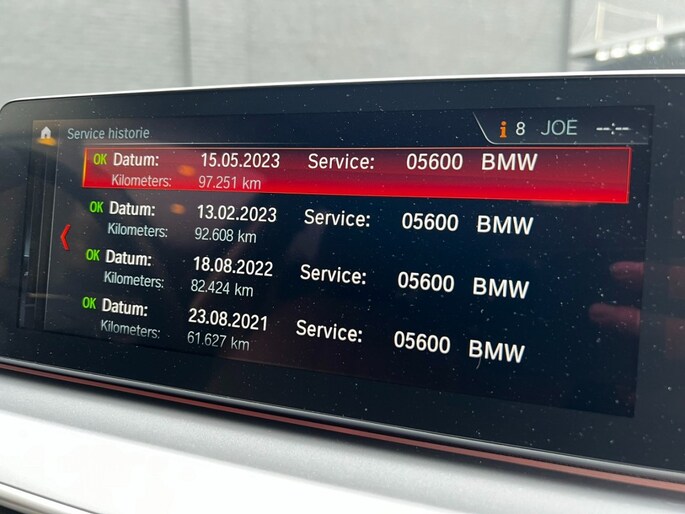 Service historie
i 8 JOE --:--
OK Datum: 15.05.2023 Service: 05600 BMW
Kilometers: 97.251 km
OK Datum: 13.02.2023 Service: 05600 BMW
Kilometers: 92.608 km
OK Datum: 18.08.2022 Service: 05600 BMW
Kilometers: 82.424 km
OK Datum: 23.08.2021 Service: 05600 BMW
Kilometers: 61.627 km